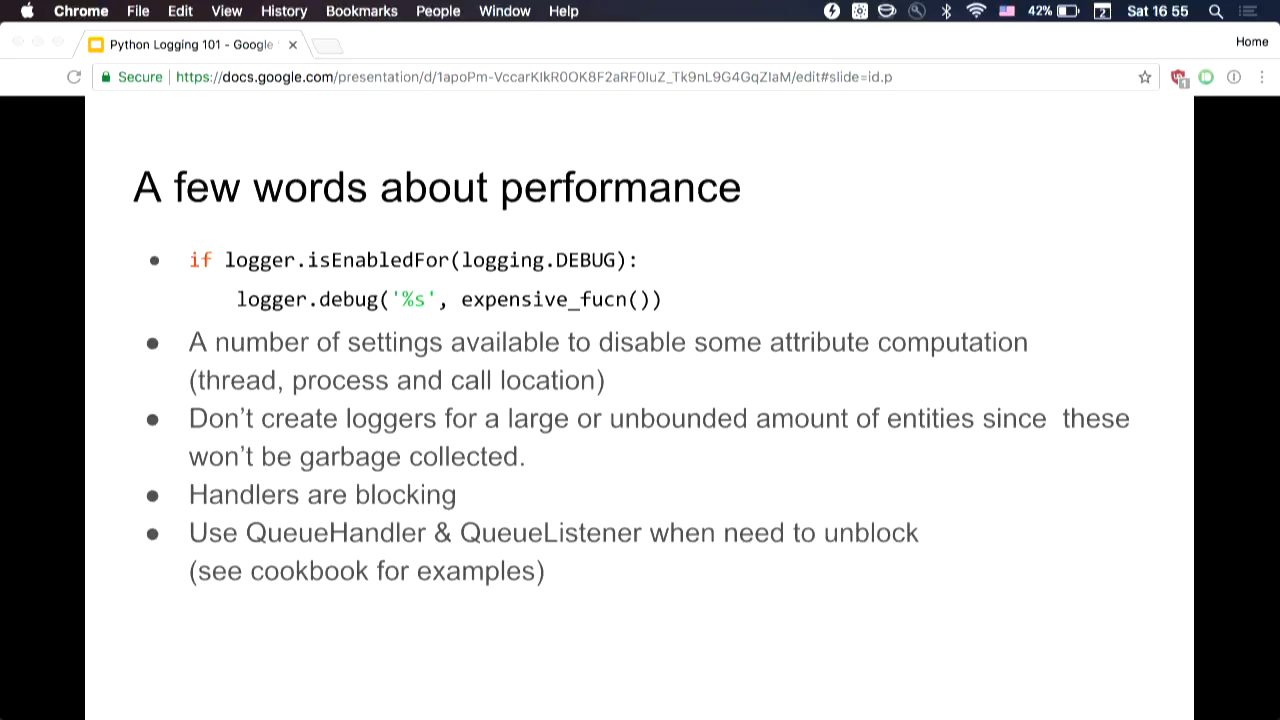 Chrome File Edit View History Bookmarks People Window Help 42% 2 Sat 16 55
Python Logging 101 - Google
Home
Secure https://docs.google.com/presentation/d/1apoPm-VccarKIkR0OK8F2aRF0IuZ_Tk9nL9G4GqZIaM/edit#slide=id.p
1
A few words about performance
• if logger.isEnabledFor(logging.DEBUG):
logger.debug('%s', expensive_fucn())
• A number of settings available to disable some attribute computation
(thread, process and call location)
• Don't create loggers for a large or unbounded amount of entities since these
won't be garbage collected.
• Handlers are blocking
• Use QueueHandler & QueueListener when need to unblock
(see cookbook for examples)